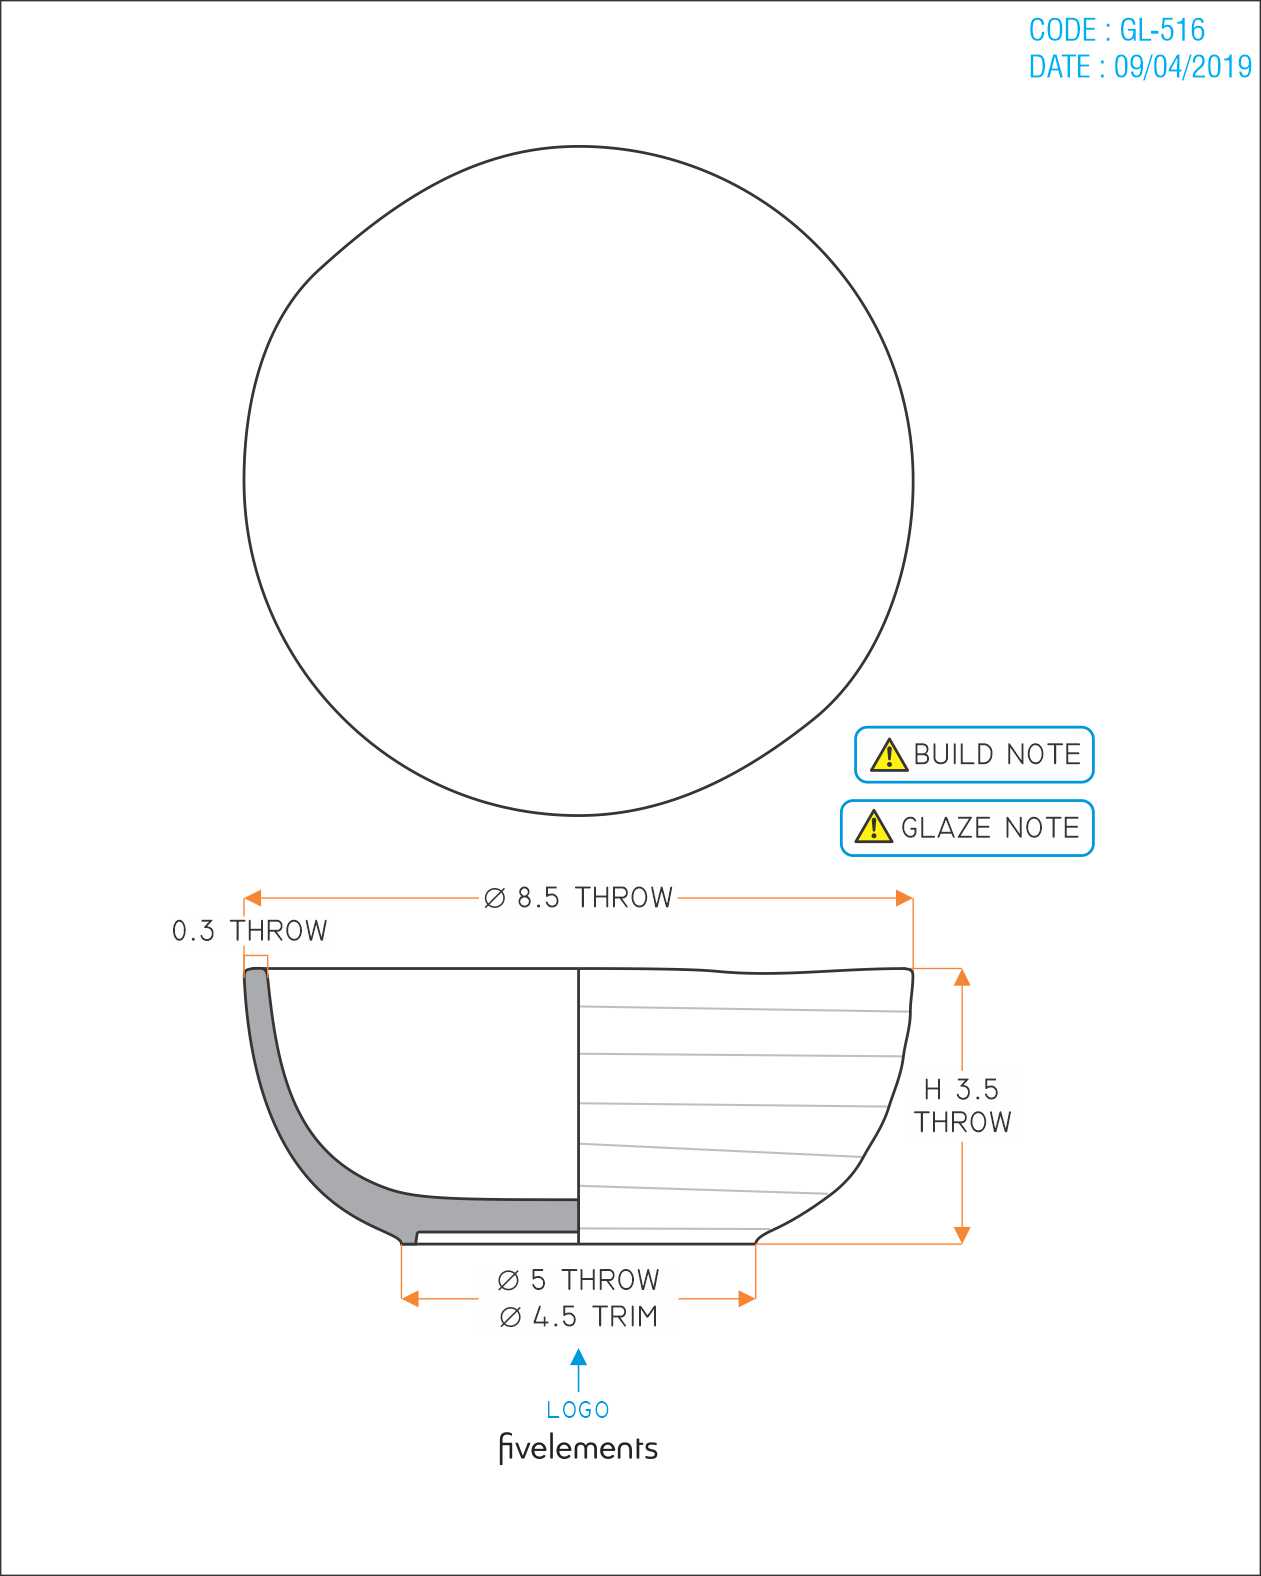 CODE : GL-516
DATE : 09/04/2019
BUILD NOTE
GLAZE NOTE
Ø 8.5 THROW
0.3 THROW
H 3.5
THROW
Ø 5 THROW
Ø 4.5 TRIM
LOGO
fivelements